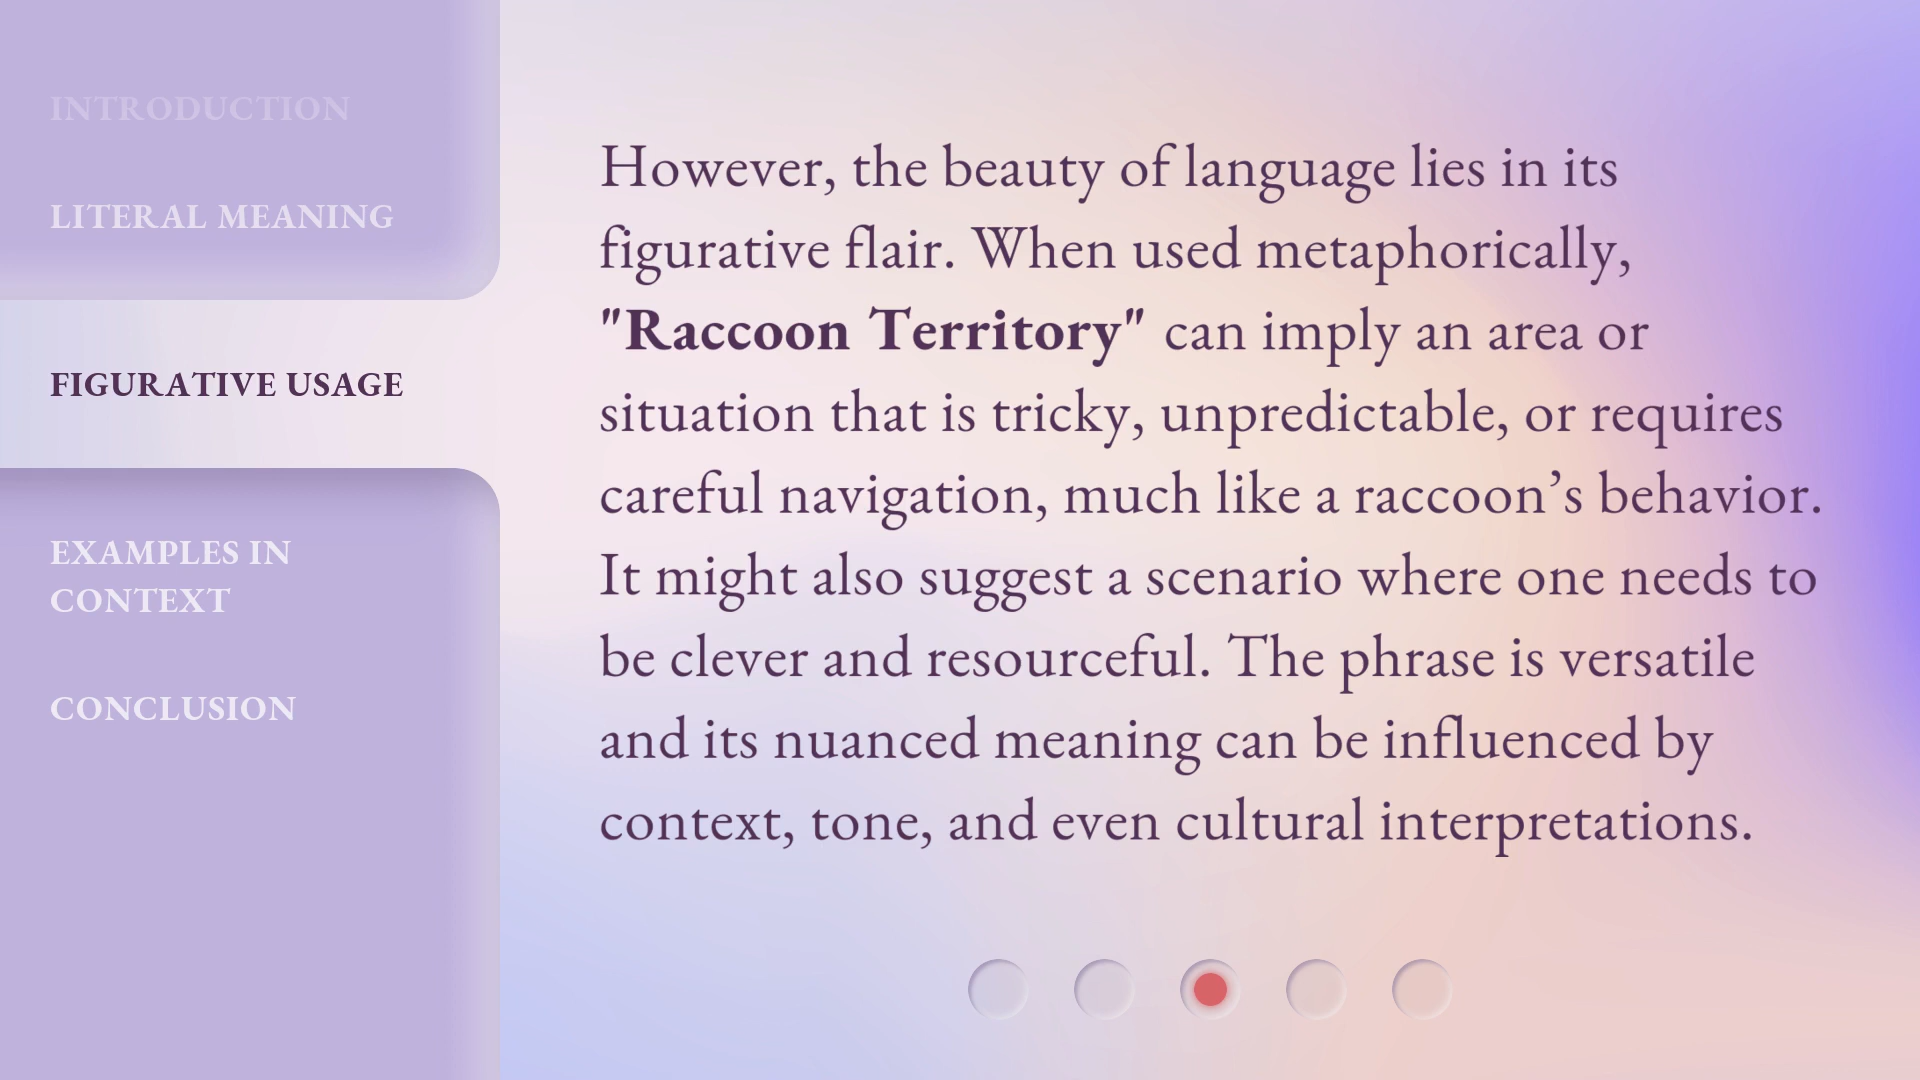 INTRODUCTION
LITERAL MEANING
FIGURATIVE USAGE
EXAMPLES IN
CONTEXT
CONCLUSION
However, the beauty of language lies in its
figurative flair. When used metaphorically,
"Raccoon Territory" can imply an area or
situation that is tricky, unpredictable, or requires
careful navigation, much like a raccoon’s behavior.
It might also suggest a scenario where one needs to
be clever and resourceful. The phrase is versatile
and its nuanced meaning can be influenced by
context, tone, and even cultural interpretations.